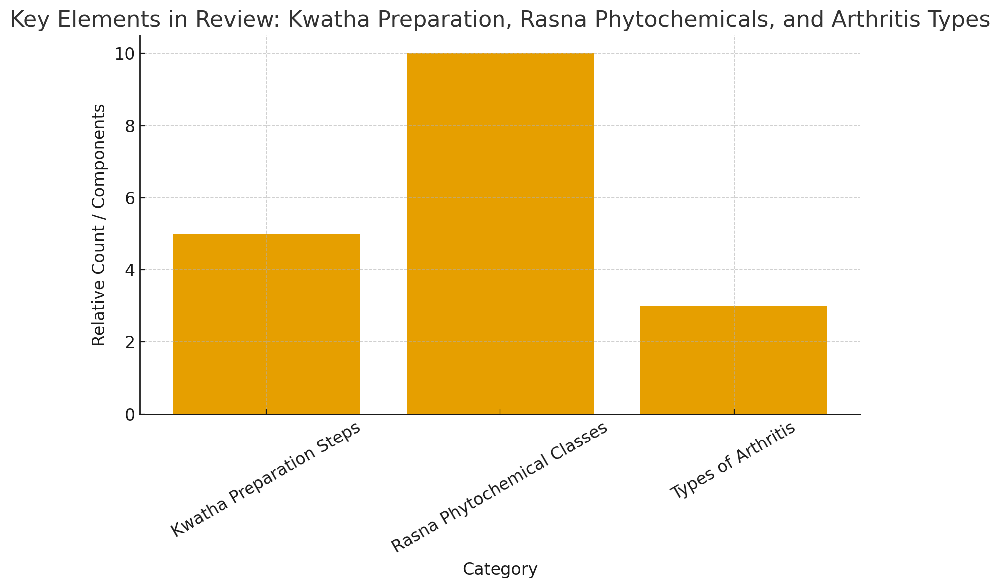 Key Elements in Review: Kwatha Preparation, Rasna Phytochemicals, and Arthritis Types
Relative Count / Components
10
8
6
4
2
0
Kwatha Preparation Steps
Rasna Phytochemical Classes
Types of Arthritis
Category